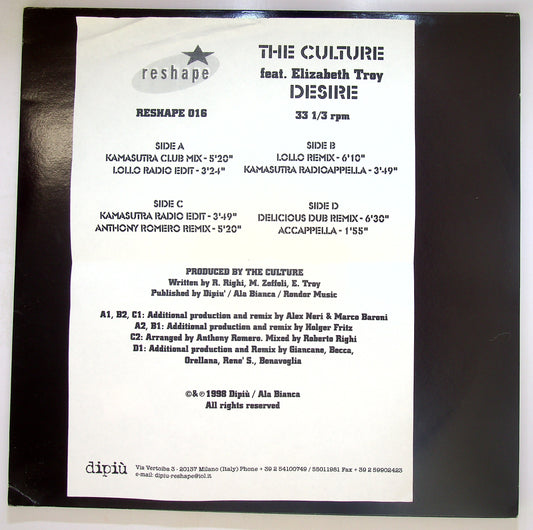 reshape
THE CULTURE
feat. Elizabeth Troy
DESIRE
RESHAPE 016
33 1/3 rpm
SIDE A
KAMASUTRA CLUB MIX - 5'20"
I.OLLO RADIO EDIT - 3'24"
SIDE B
I.OLLO REMIX - 6'10"
KAMASUTRA RADIOAPPELLA - 3'49"
SIDE C
KAMASUTRA RADIO EDIT - 3'49"
ANTHONY ROMERO REMIX - 5'20"
SIDE D
DELICIOUS DUB REMIX - 6'30"
ACCAPPELLA - 1'55"
PRODUCED BY THE CULTURE
Written by R. Righi, M. Zeffoli, E. Troy
Published by Dipiu' / Ala Bianca / Rondor Music
A1, B2, C1: Additional production and remix by Alex Neri & Marco Baroni
A2, B1: Additional production and remix by Holger Fritz
C2: Arranged by Anthony Romero. Mixed by Roberto Righi
D1: Additional production and Remix by Giancane, Becca,
Orellana, Rene' S., Benavoglia
©&℗ 1998 Dipiù / Ala Bianca
All rights reserved
dipiù
Via Vertoiba 3 - 20137 Milano (Italy) Phone + 39 2 54100749 / 55011981 Fax + 39 2 59902423
e-mail: dipiu-reshape@iol.it